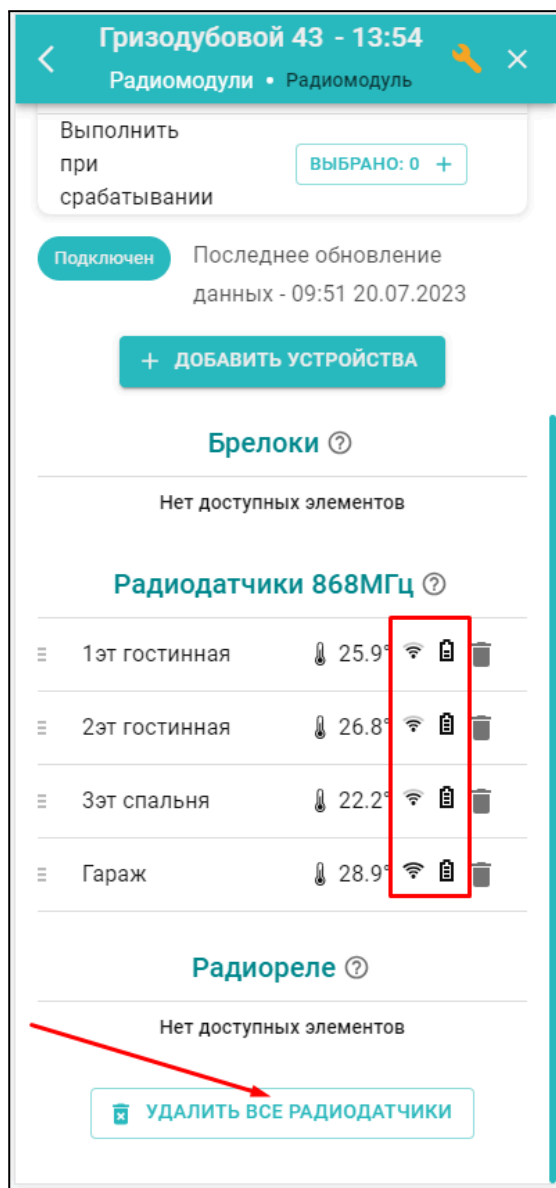 Гризодубовой 43 - 13:54
Радиомодули • Радиомодуль
Выполнить
при
срабатывании
ВЫБРАНО: 0 +
Подключен
Последнее обновление
данных - 09:51 20.07.2023
+ ДОБАВИТЬ УСТРОЙСТВА
Брелоки ?
Нет доступных элементов
Радиодатчики 868МГц ?
1эт гостинная 25.9°
2эт гостинная 26.8°
3эт спальня 22.2°
Гараж 28.9°
Радиореле ?
Нет доступных элементов
УДАЛИТЬ ВСЕ РАДИОДАТЧИКИ